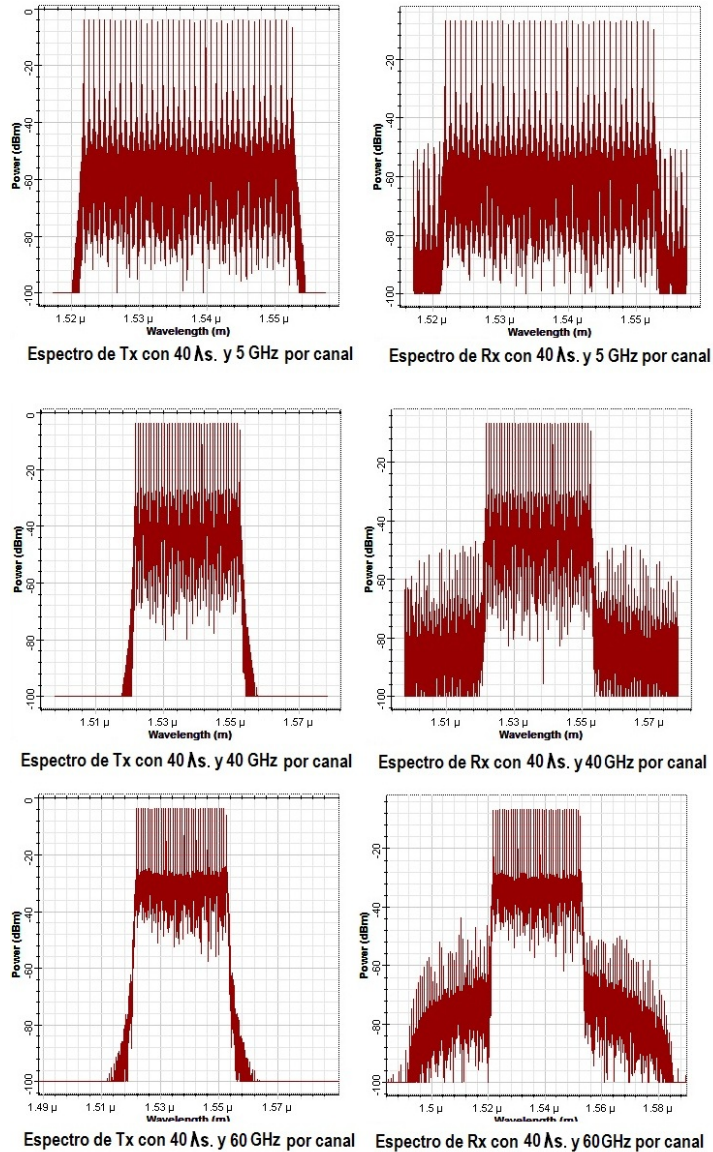 0
-20
-40
-60
-80
-100
Power (dBm)
1.52 µ 1.53 µ 1.54 µ 1.55 µ
Wavelength (m)
Espectro de Tx con 40 λs. y 5 GHz por canal
-20
-40
-60
-80
-100
Power (dBm)
1.52 µ 1.53 µ 1.54 µ 1.55 µ
Wavelength (m)
Espectro de Rx con 40 λs. y 5 GHz por canal
0
-20
-40
-60
-80
-100
Power (dBm)
1.51 µ 1.53 µ 1.55 µ 1.57 µ
Wavelength (m)
Espectro de Tx con 40 λs. y 40 GHz por canal
-20
-40
-60
-80
-100
Power (dBm)
1.51 µ 1.53 µ 1.55 µ 1.57 µ
Wavelength (m)
Espectro de Rx con 40 λs. y 40 GHz por canal
0
-20
-40
-60
-80
-100
Power (dBm)
1.49 µ 1.51 µ 1.53 µ 1.55 µ 1.57 µ
Wavelength (m)
Espectro de Tx con 40 λs. y 60 GHz por canal
-20
-40
-60
-80
-100
Power (dBm)
1.5 µ 1.52 µ 1.54 µ 1.56 µ 1.58 µ
Wavelength (m)
Espectro de Rx con 40 λs. y 60GHz por canal